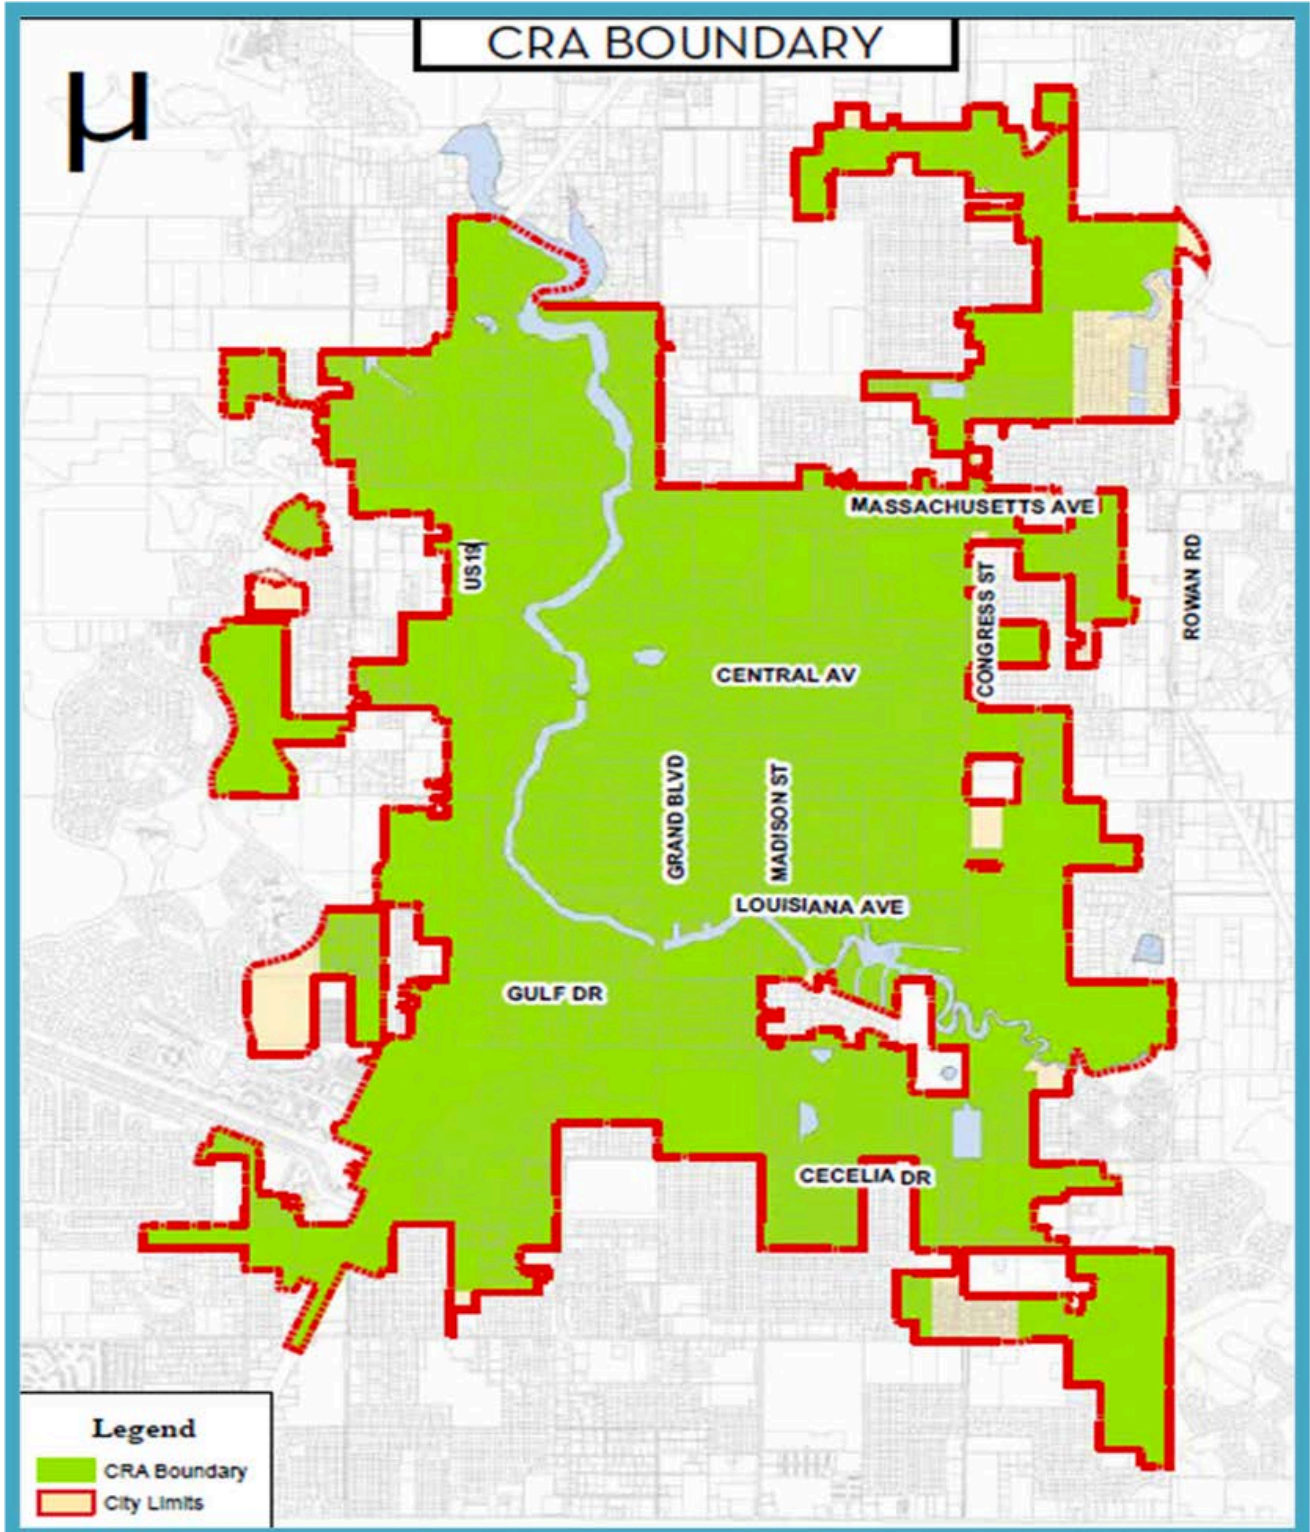 CRA BOUNDARY
µ
MASSACHUSETTS AVE
US19
CONGRESS ST
ROWAN RD
CENTRAL AV
GRAND BLVD
MADISON ST
LOUISIANA AVE
GULF DR
CECELIA DR
Legend
CRA Boundary
City Limits